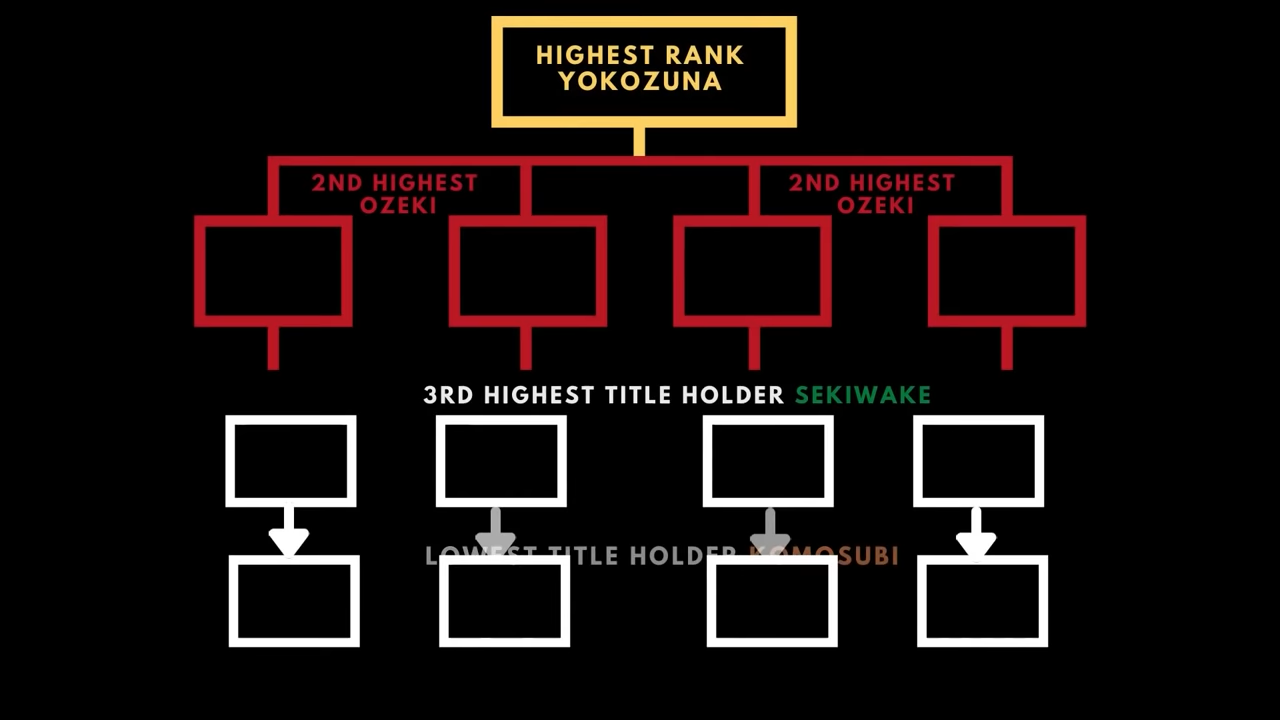 HIGHEST RANK
YOKOZUNA
2ND HIGHEST
OZEKI
2ND HIGHEST
OZEKI
3RD HIGHEST TITLE HOLDER SEKIWAKE
LOWEST TITLE HOLDER KOMOSUBI